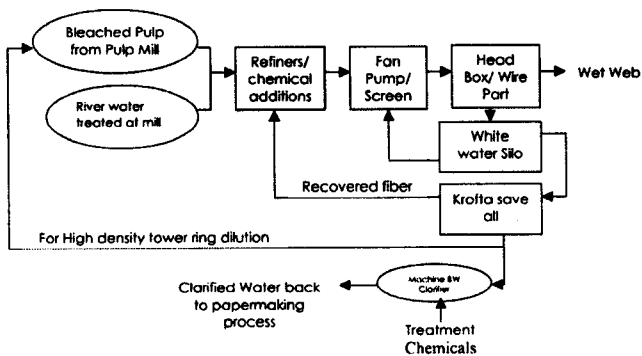 Bleached Pulp
from Pulp Mill
River water
treated at mill
Refiners/
chemical
additions
Fan
Pump/
Screen
Head
Box/ Wire
Part
Wet Web
White
water Silo
Recovered fiber
Krofta save
all
For High density tower ring dilution
Machine BW
Clarifier
Clarified Water back
to papermaking
process
Treatment
Chemicals